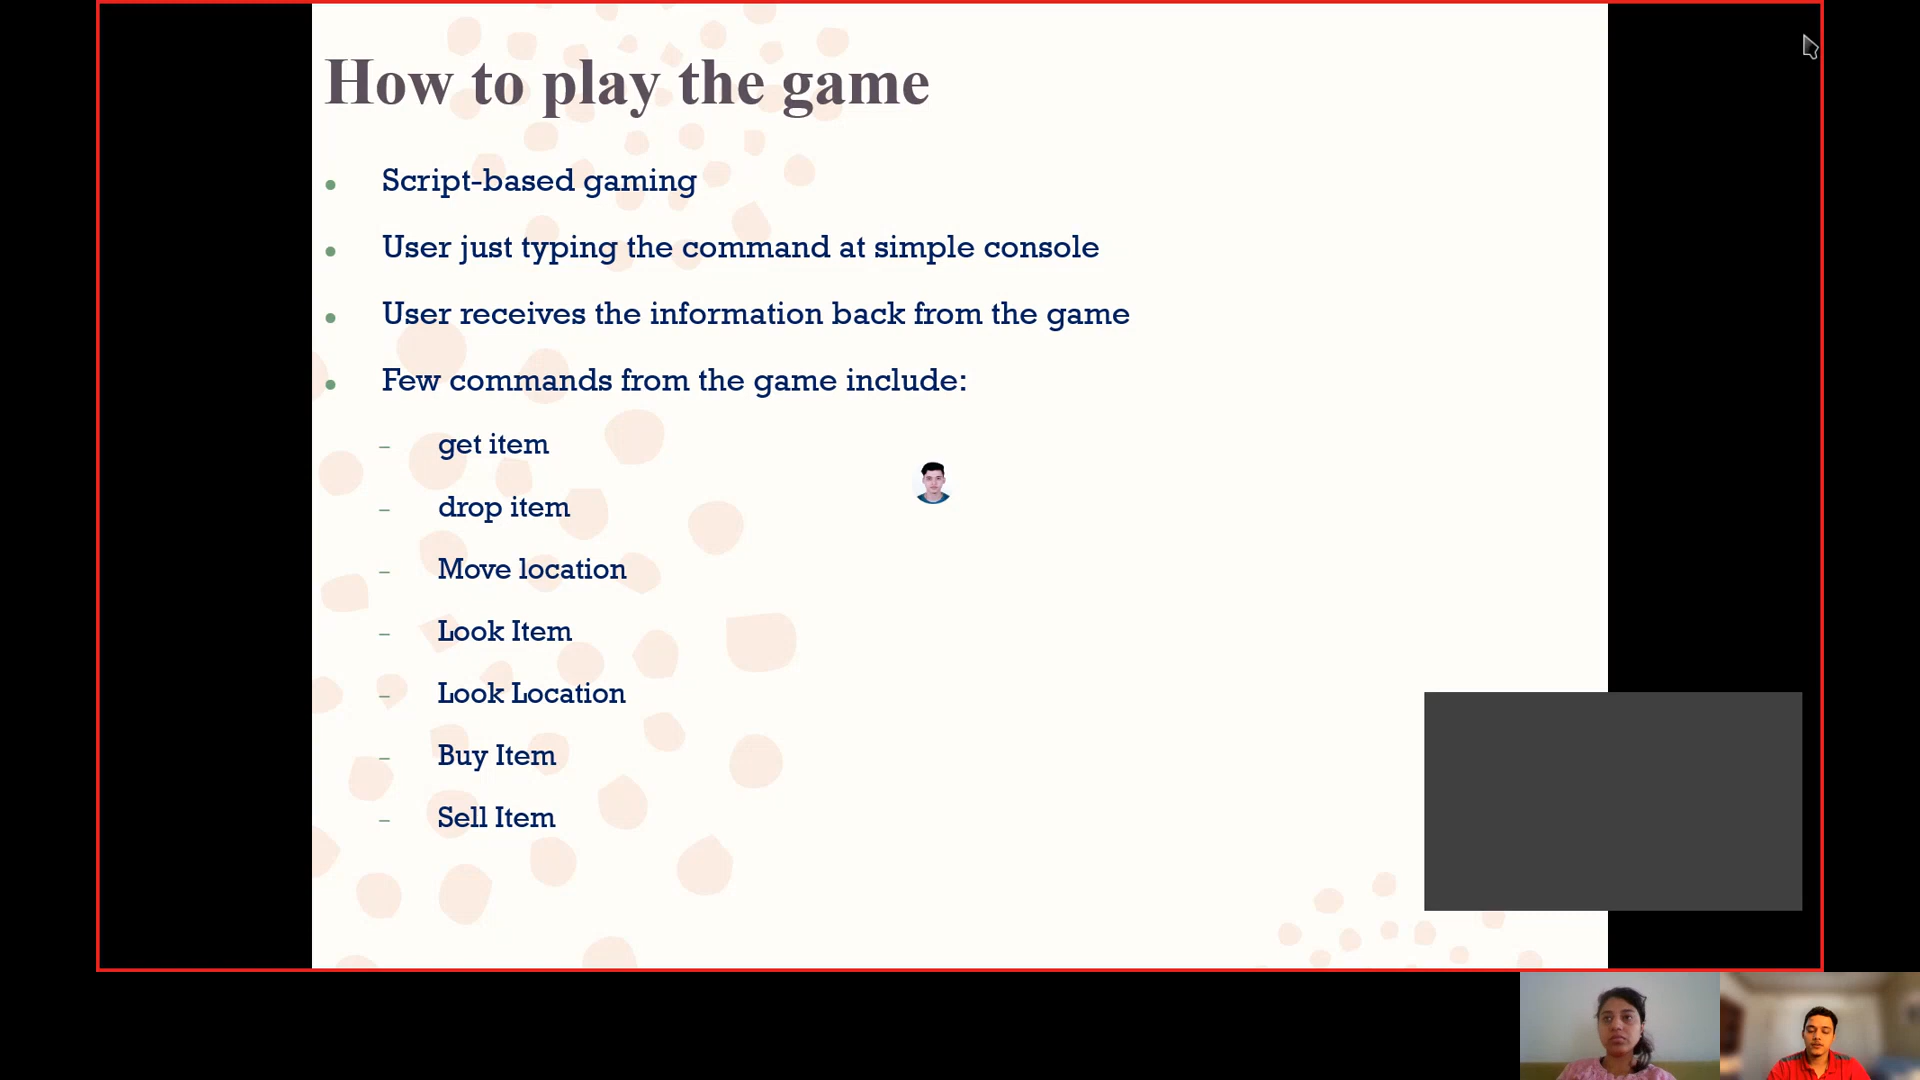 How to play the game
Script-based gaming
User just typing the command at simple console
User receives the information back from the game
Few commands from the game include:
get item
drop item
Move location
Look Item
Look Location
Buy Item
Sell Item